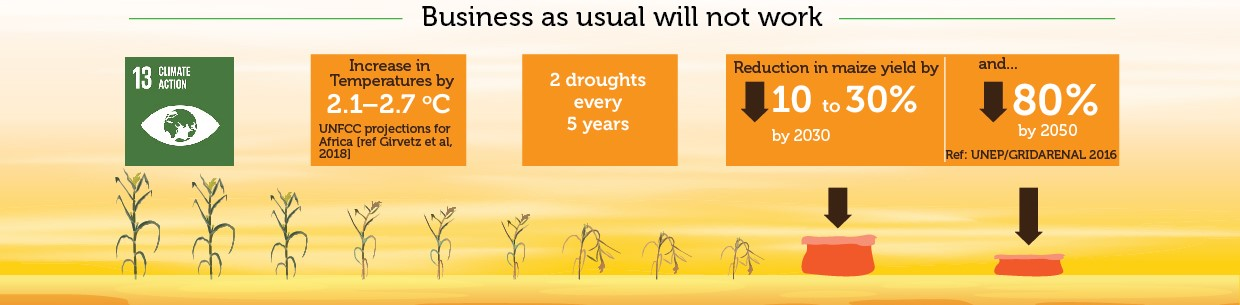 Business as usual will not work
13 CLIMATE
ACTION
Increase in
Temperatures by
2.1–2.7 ºC
UNFCC projections for
Africa [ref Girvetz et al,
2018]
2 droughts
every
5 years
Reduction in maize yield by
10 to 30%
by 2030
and...
80%
by 2050
Ref: UNEP/GRIDARENAL 2016